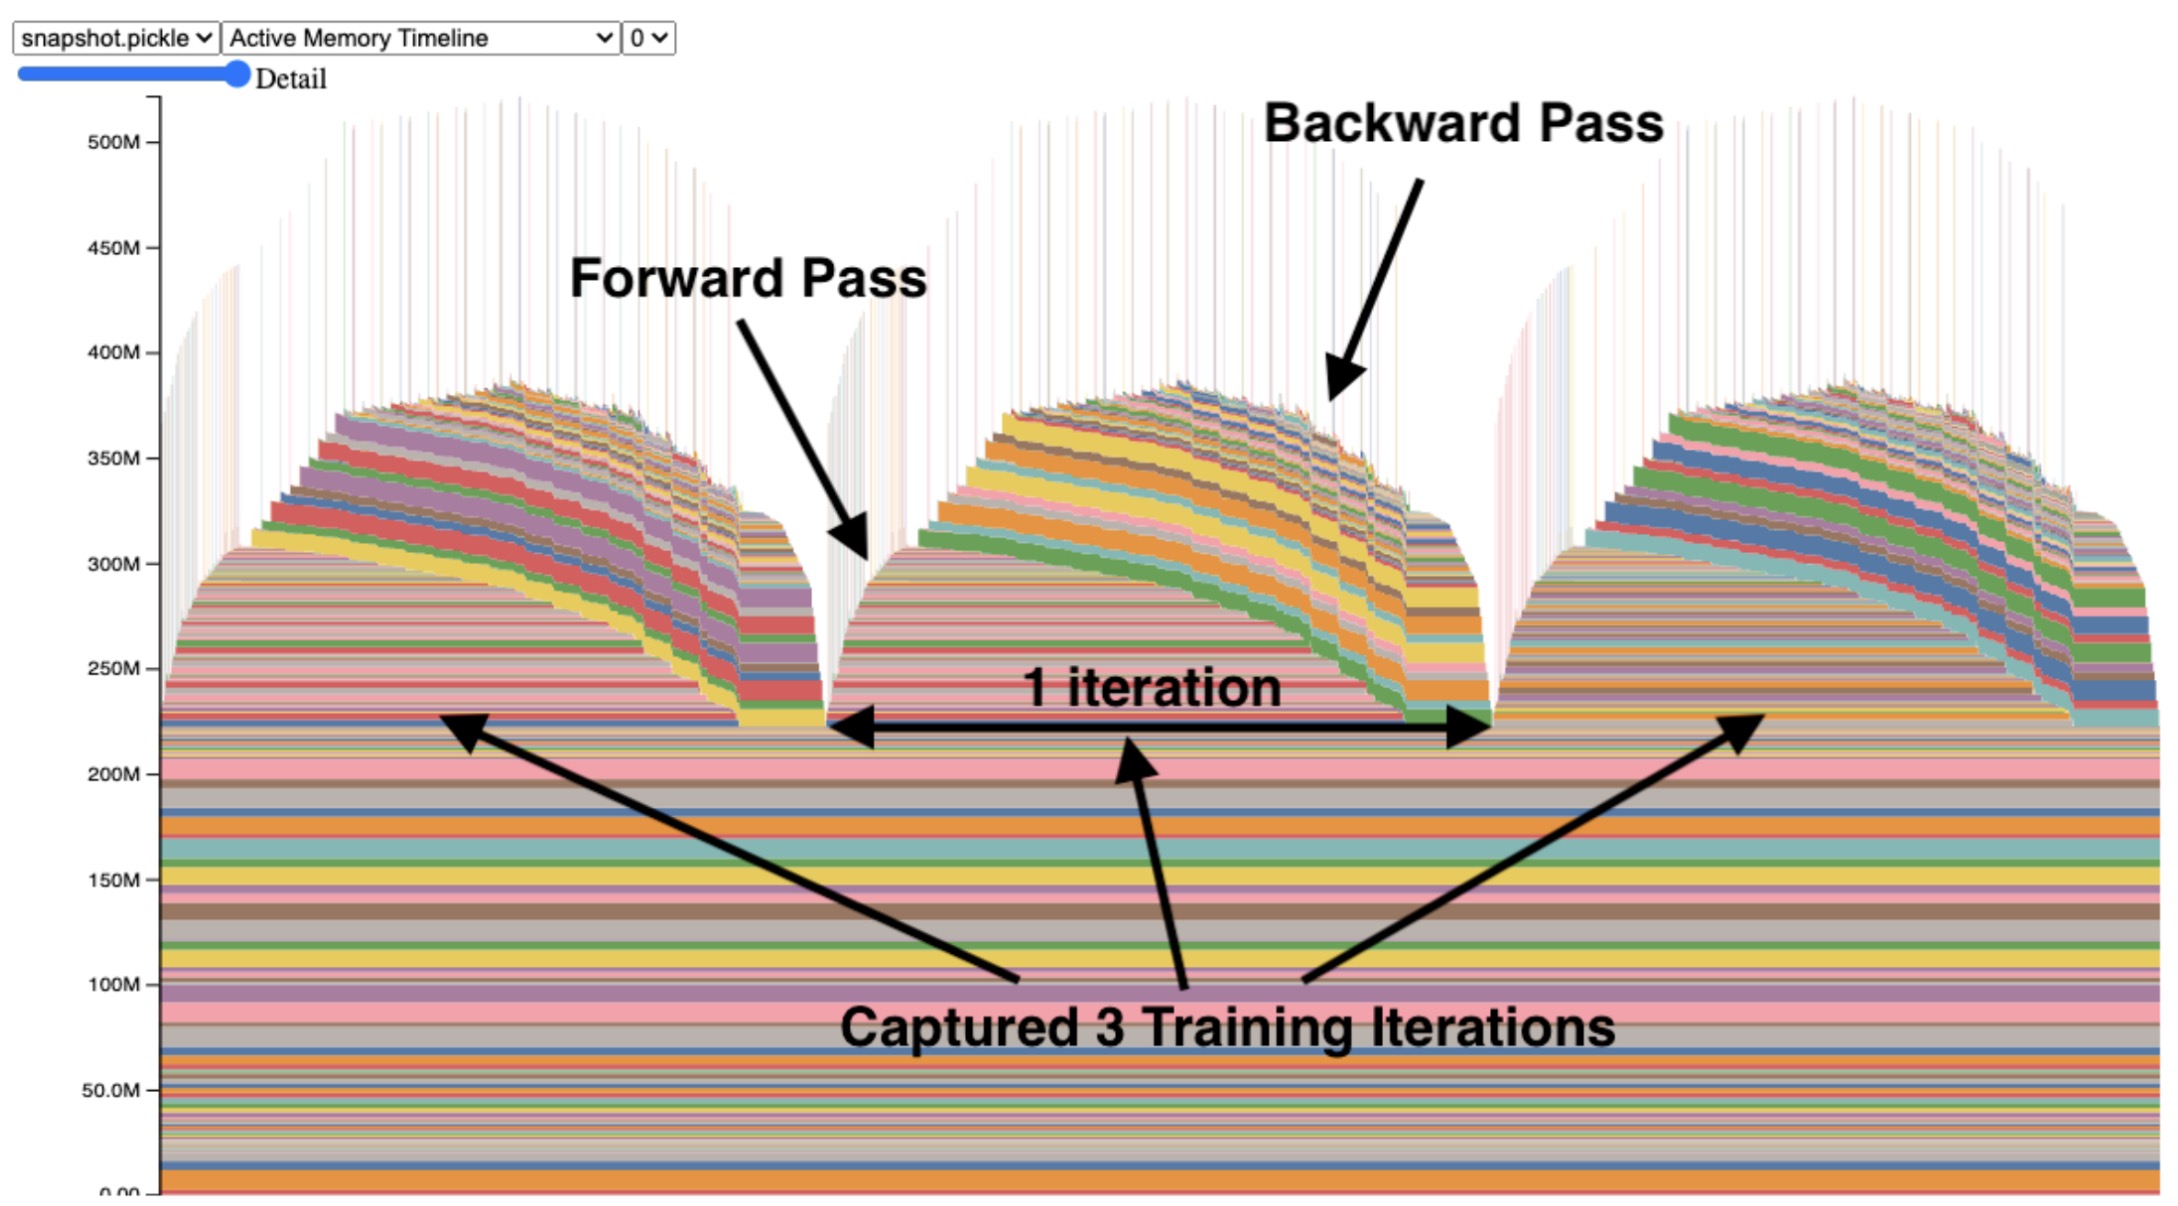 snapshot.pickle Active Memory Timeline 0
Detail
500M
Backward Pass
450M
Forward Pass
400M
350M
300M
250M
1 iteration
200M
150M
100M
Captured 3 Training Iterations
50.0M
0.00